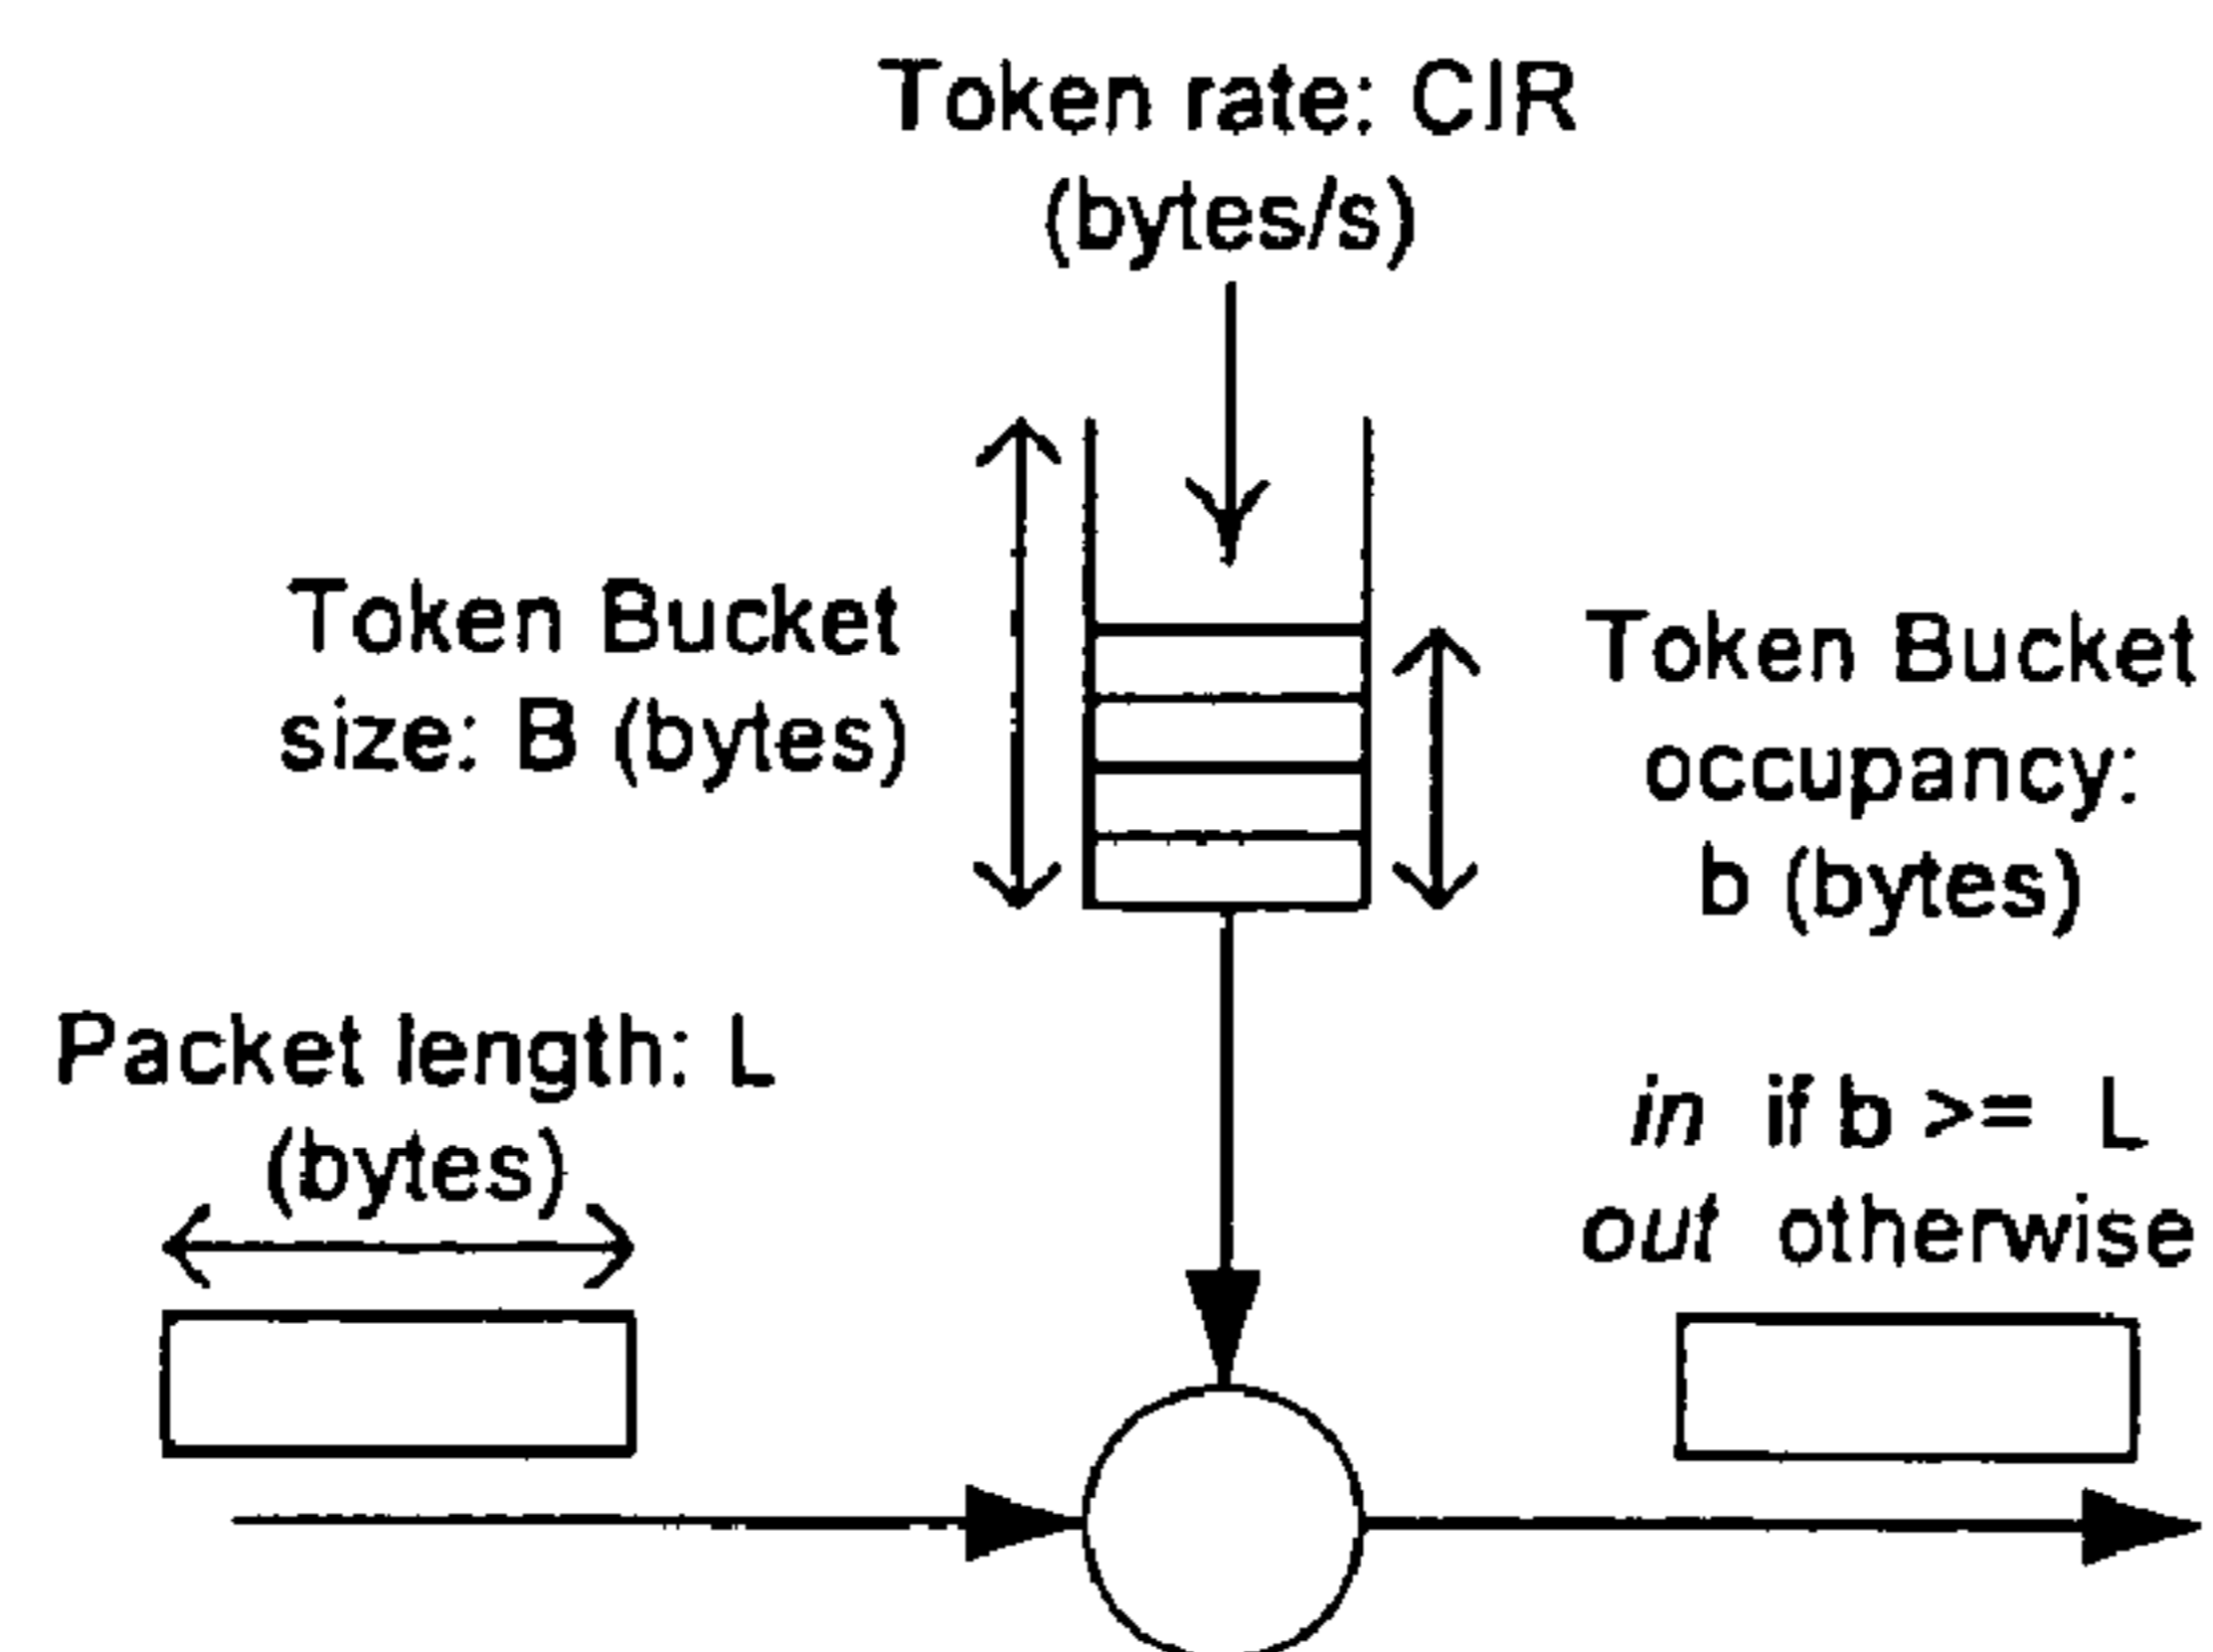 Token rate: CIR
(bytes/s)
Token Bucket
size: B (bytes)
Token Bucket
occupancy:
b (bytes)
Packet length: L
(bytes)
in if b >= L
out otherwise